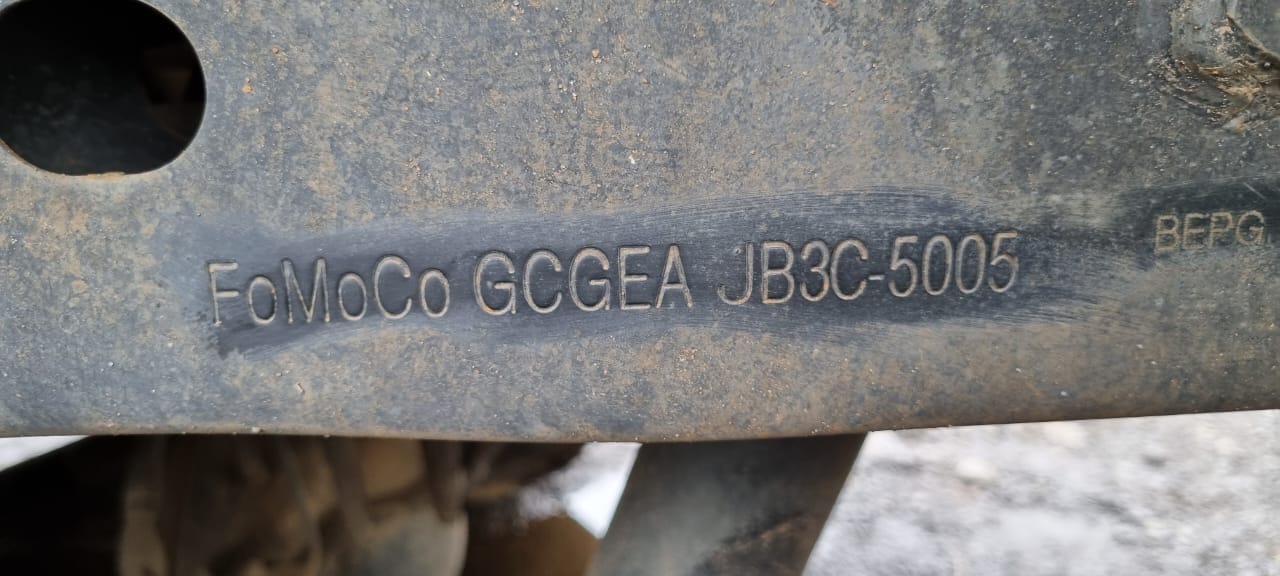 FoMoCo GCGEA JB3C-5005 BEPG